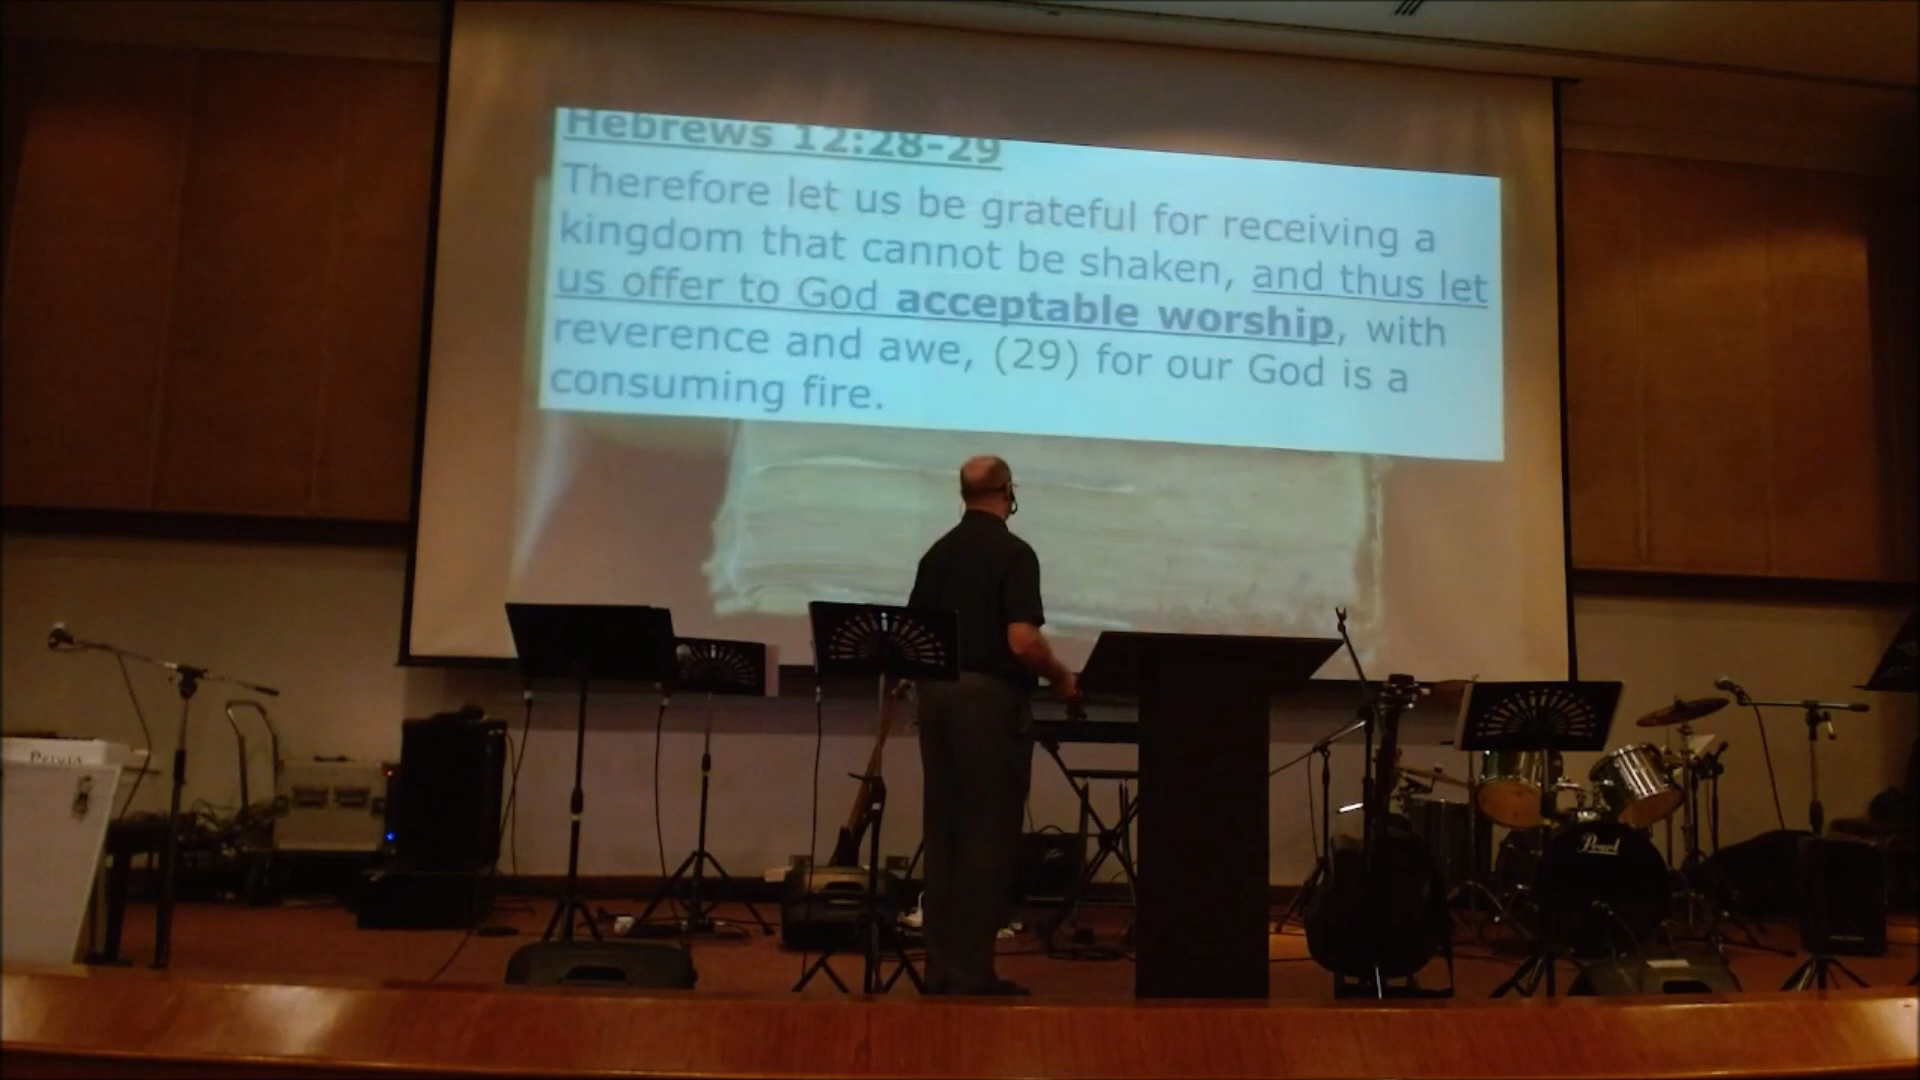 Hebrews 12:28-29
Therefore let us be grateful for receiving a
kingdom that cannot be shaken, and thus let
us offer to God acceptable worship, with
reverence and awe, (29) for our God is a
consuming fire.
Privia
Pearl